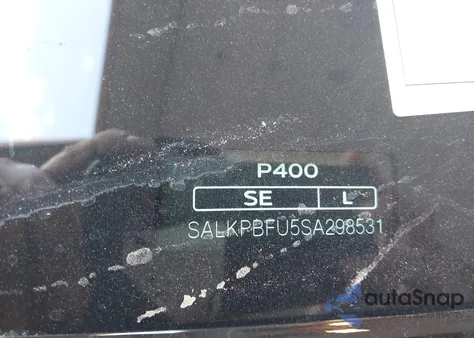 P400
SE L
SALKPBFU5SA298531
autoSnap